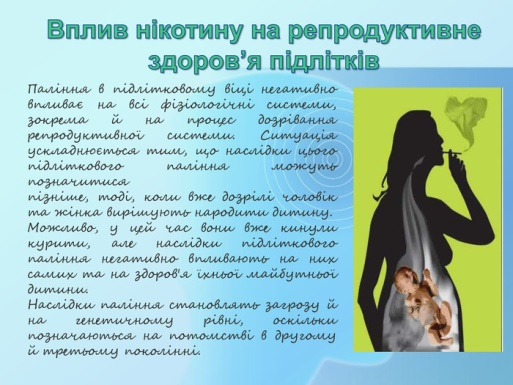 Вплив нікотину на репродуктивне
здоров’я підлітків
Паління в підлітковому віці негативно
впливає на всі фізіологічні системи,
зокрема й на процес дозрівання
репродуктивної системи. Ситуація
ускладнюється тим, що наслідки цього
підліткового паління можуть
позначитися
пізніше, тоді, коли вже дозрілі чоловік
та жінка вирішують народити дитину.
Можливо, у цей час вони вже кинули
курити, але наслідки підліткового
паління негативно впливають на них
самих та на здоров'я їхньої майбутньої
дитини.
Наслідки паління становлять загрозу й
на генетичному рівні, оскільки
позначаються на потомстві в другому
й третьому поколінні.